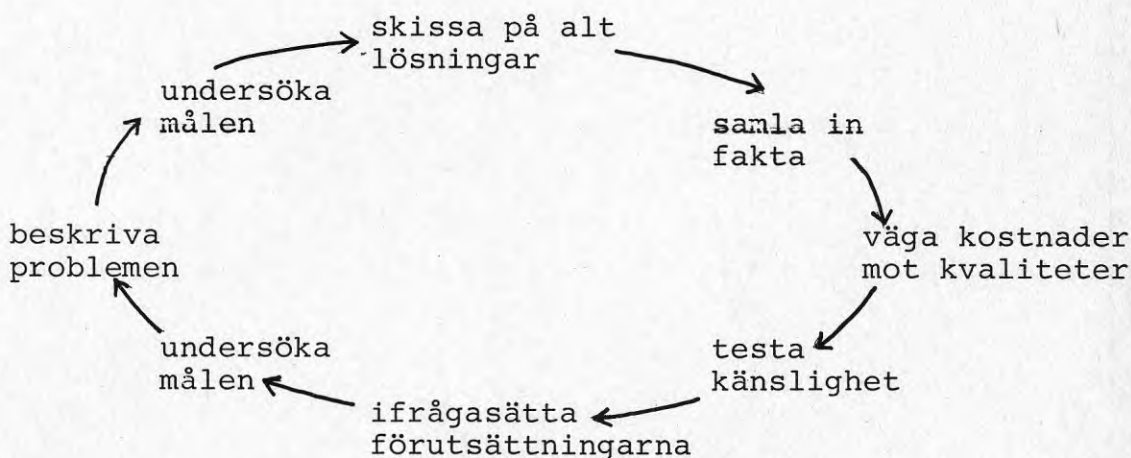 skissa på alt
lösningar
undersöka
målen
samla in
fakta
beskriva
problemen
väga kostnader
mot kvaliteter
undersöka
målen
testa
känslighet
ifrågasätta
förutsättningarna